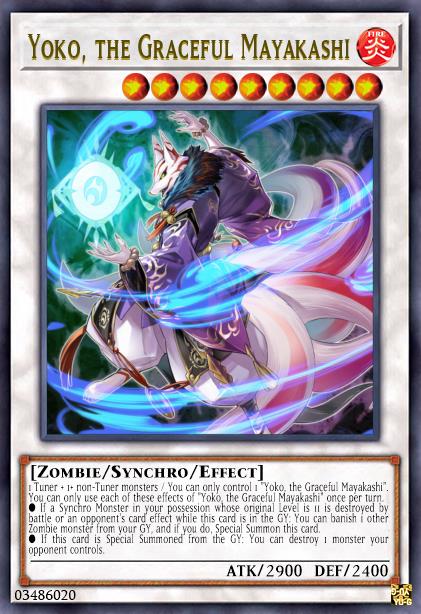 Yoko, the Graceful Mayakashi
FIRE
炎
[Zombie/Synchro/Effect]
1 Tuner + 1+ non-Tuner monsters / You can only control 1 "Yoko, the Graceful Mayakashi".
You can only use each of these effects of "Yoko, the Graceful Mayakashi" once per turn.
● If a Synchro Monster in your possession whose original Level is 11 is destroyed by
battle or an opponent's card effect while this card is in the GY: You can banish 1 other
Zombie monster from your GY, and if you do, Special Summon this card.
● If this card is Special Summoned from the GY: You can destroy 1 monster your
opponent controls.
ATK/2900 DEF/2400
03486020